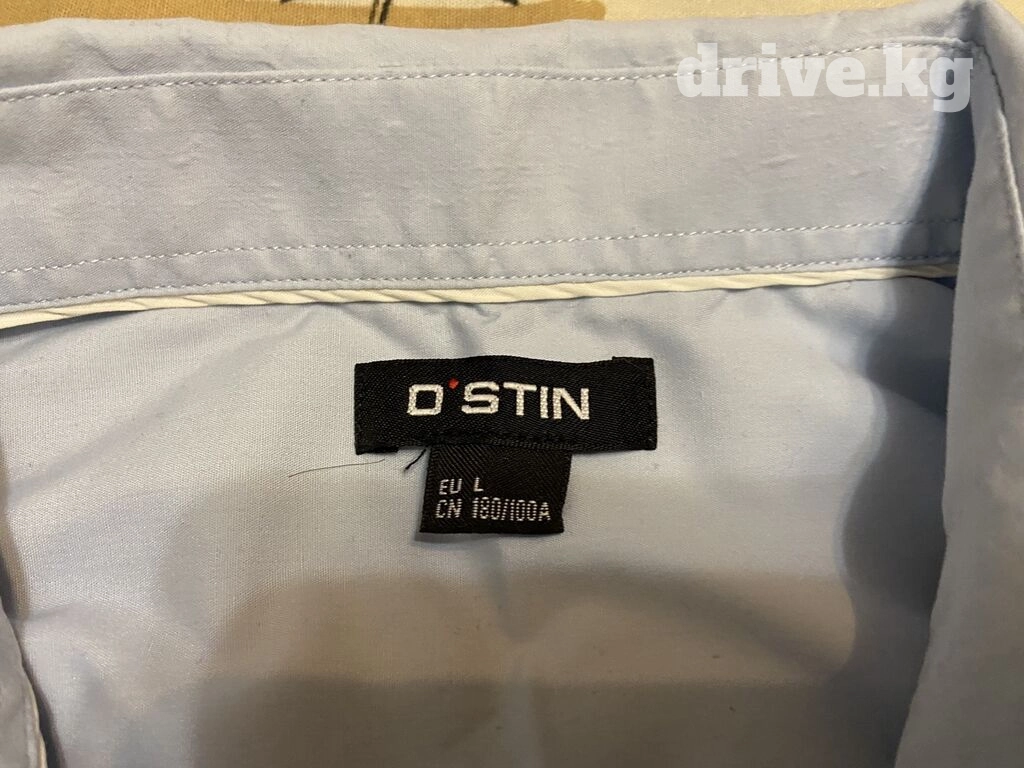 drive.kg
O'STIN
EU L
CN 180/100A